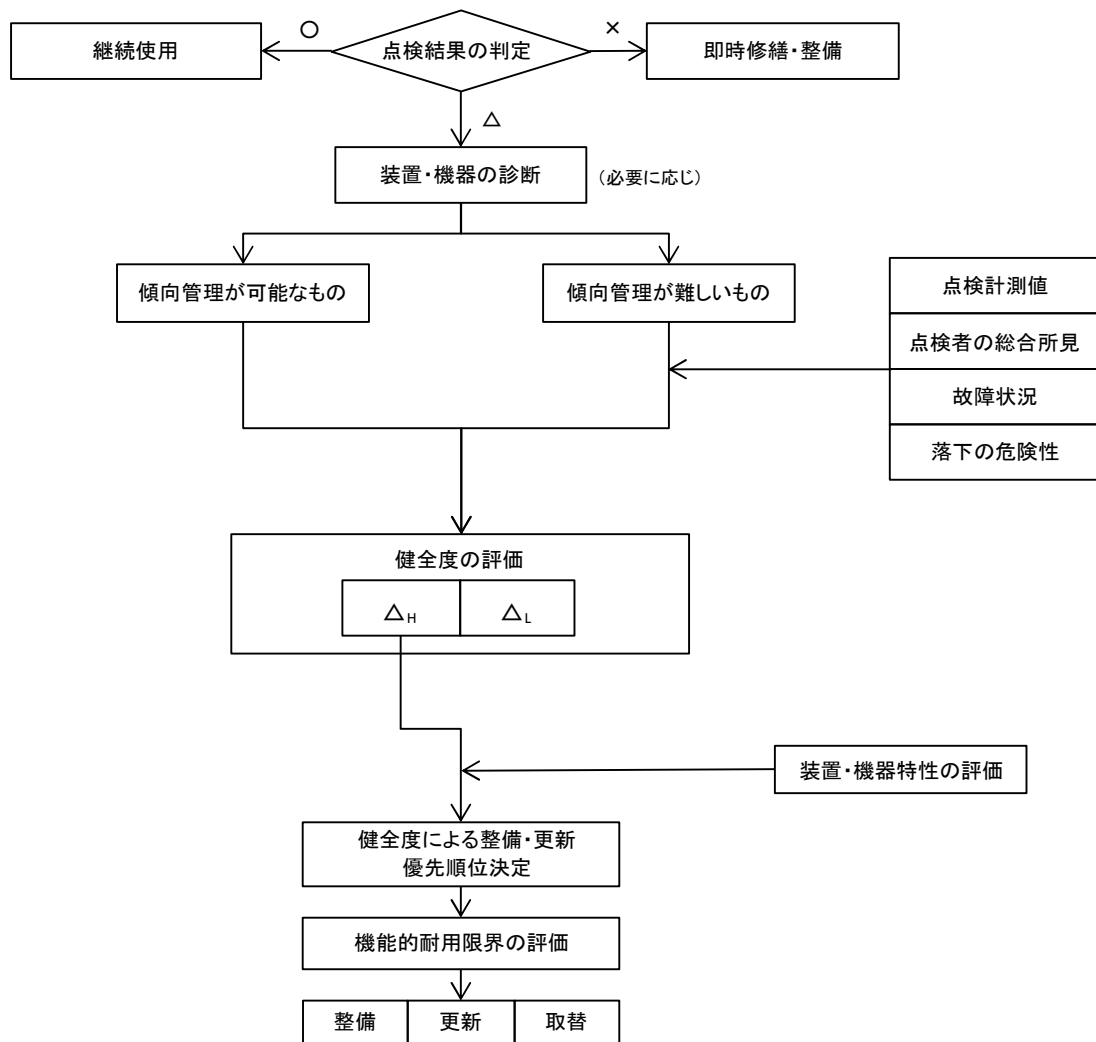 継続使用
○
点検結果の判定
×
即時修繕・整備
△
装置・機器の診断
（必要に応じ）
傾向管理が可能なもの
傾向管理が難しいもの
点検計測値
点検者の総合所見
故障状況
落下の危険性
健全度の評価
△H
△L
装置・機器特性の評価
健全度による整備・更新
優先順位決定
機能的耐用限界の評価
整備
更新
取替